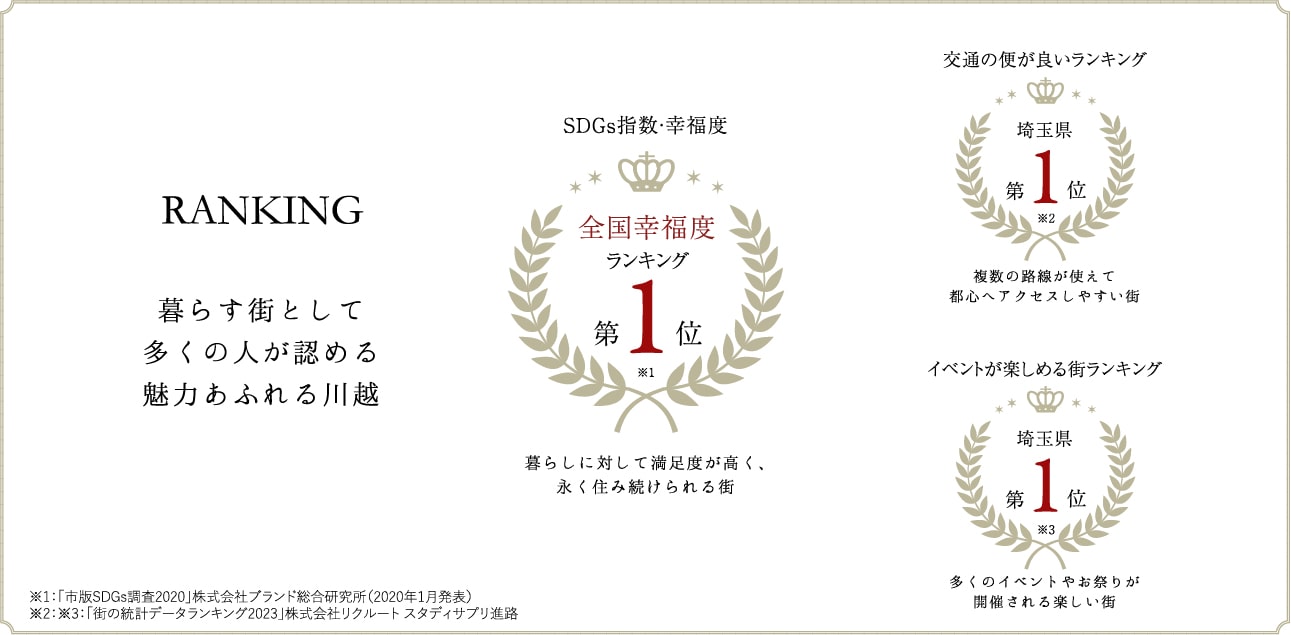 RANKING
暮らす街として
多くの人が認める
魅力あふれる川越
SDGs指数·幸福度
全国幸福度
ランキング
第1位
※1
暮らしに対して満足度が高く、
永く住み続けられる街
交通の便が良いランキング
埼玉県
第1位
※2
複数の路線が使えて
都心へアクセスしやすい街
イベントが楽しめる街ランキング
埼玉県
第1位
※3
多くのイベントやお祭りが
開催される楽しい街
※1：「市版SDGs調査2020」株式会社ブランド総合研究所（2020年1月発表）
※2：※3：「街の統計データランキング2023」株式会社リクルート スタディサプリ進路